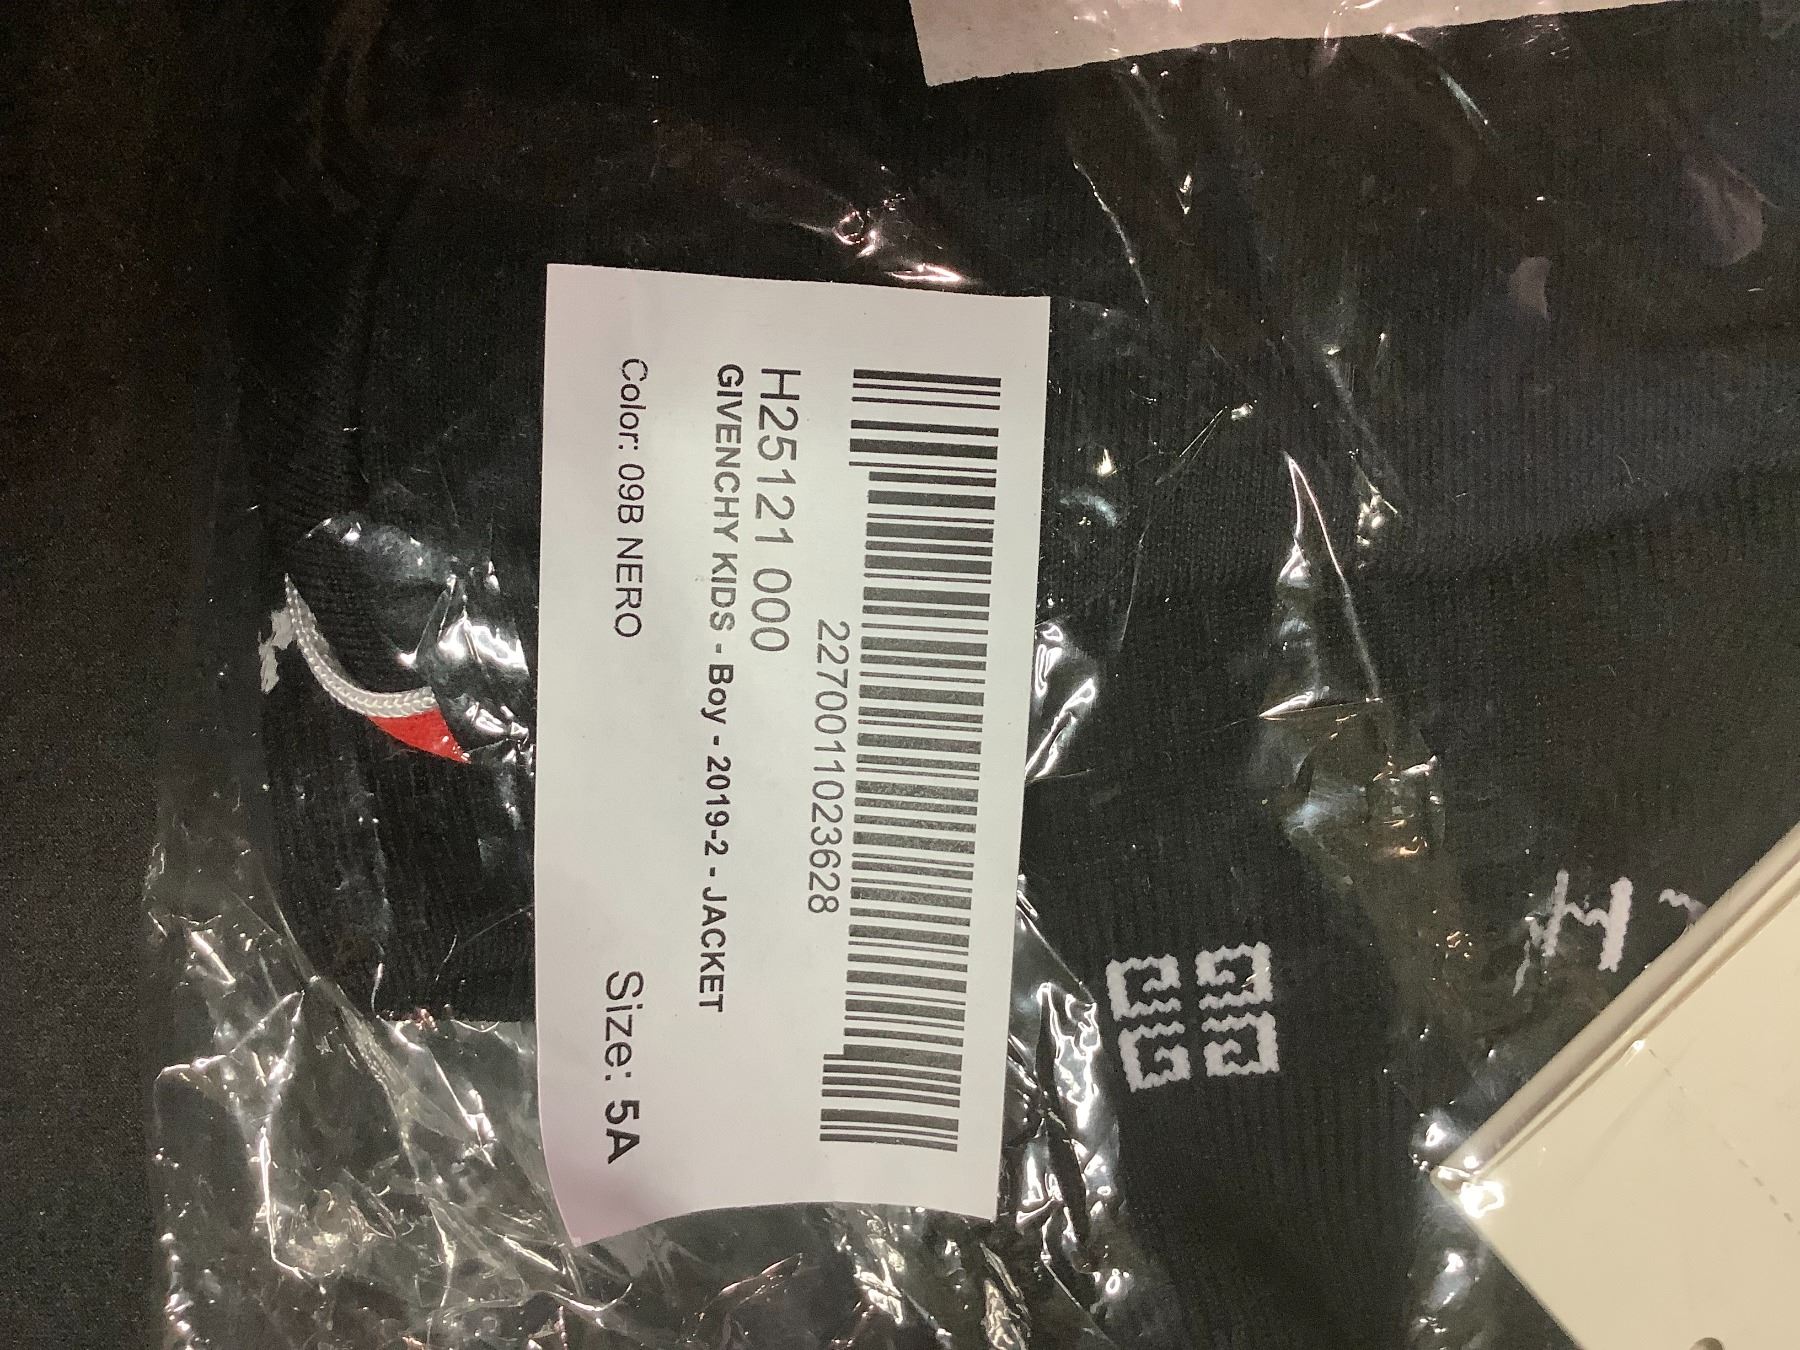 2270011023628
H25121 000
GIVENCHY KIDS - Boy - 2019-2 - JACKET
Color: 09B NERO Size: 5A